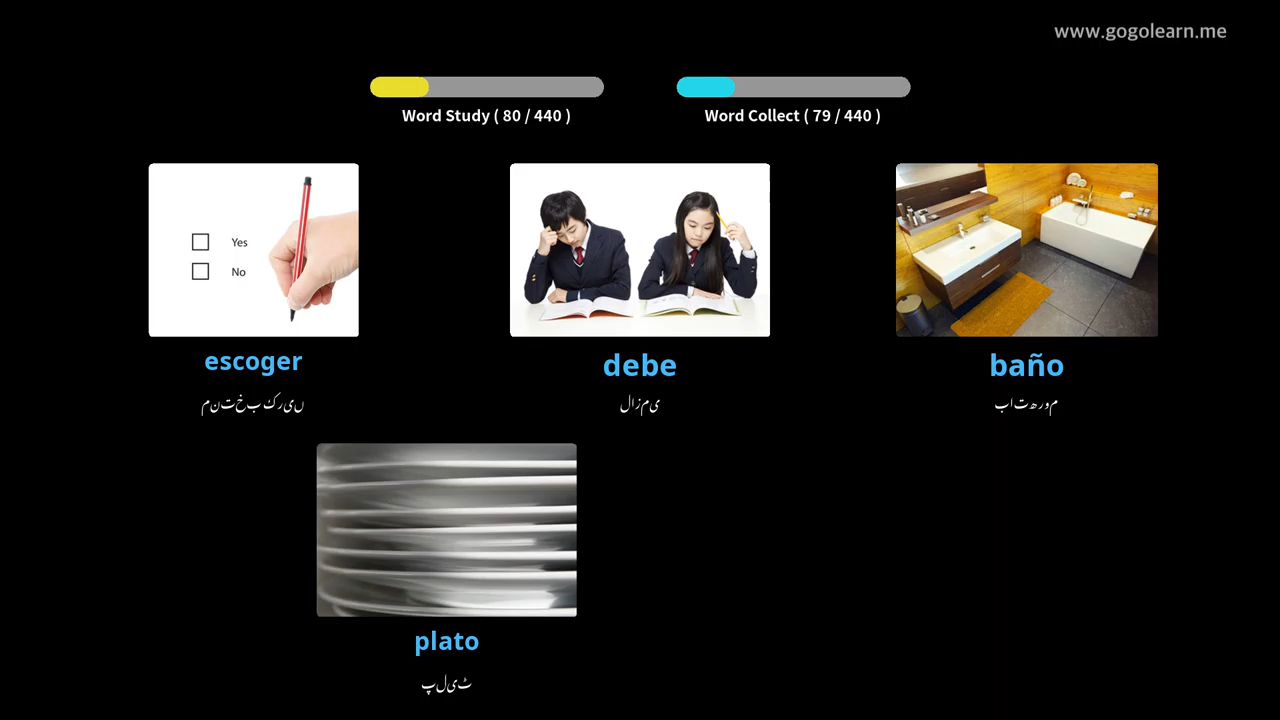 www.gogolearn.me
Word Study ( 80 / 440 )
Word Collect ( 79 / 440 )
Yes
No
escoger
منتخب کریں
debe
لازمی
baño
باتھ روم
plato
پلیٹ